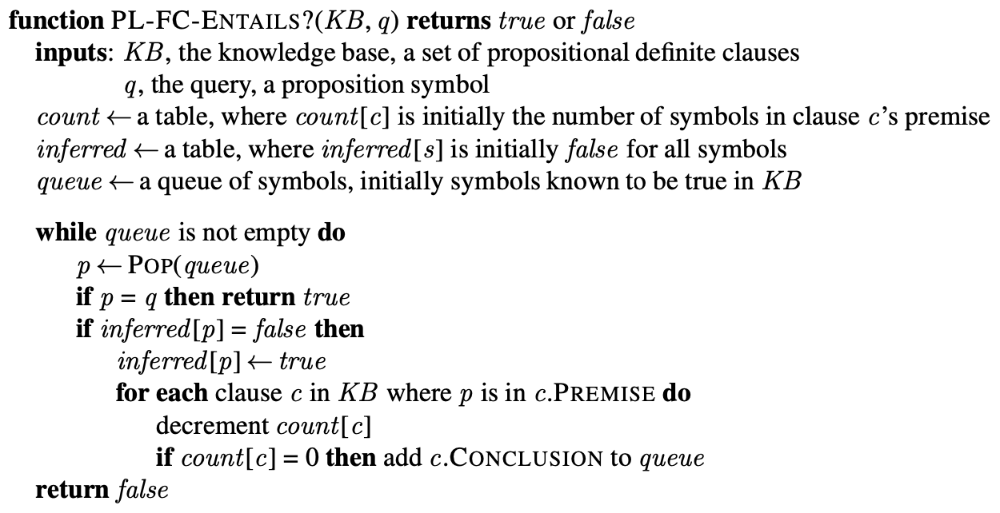 function PL-FC-ENTAILS?(KB, q) returns true or false
inputs: KB, the knowledge base, a set of propositional definite clauses
q, the query, a proposition symbol
count ← a table, where count[c] is initially the number of symbols in clause c’s premise
inferred ← a table, where inferred[s] is initially false for all symbols
queue ← a queue of symbols, initially symbols known to be true in KB
while queue is not empty do
p ← POP(queue)
if p = q then return true
if inferred[p] = false then
inferred[p] ← true
for each clause c in KB where p is in c.PREMISE do
decrement count[c]
if count[c] = 0 then add c.CONCLUSION to queue
return false